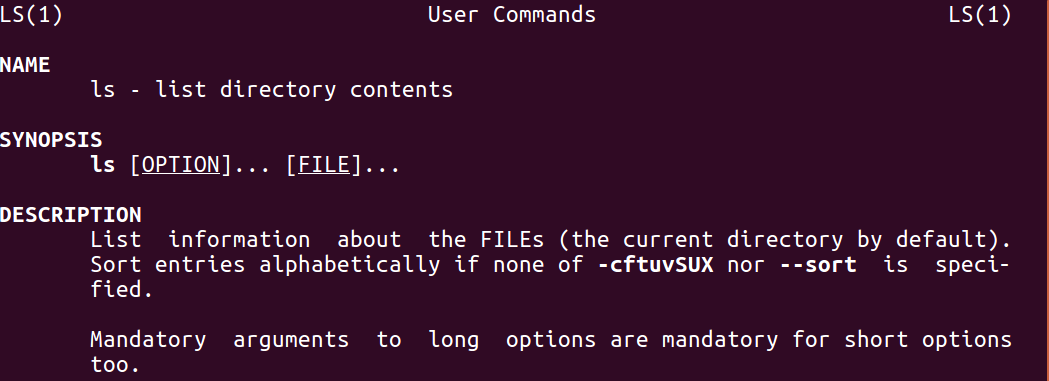 LS(1) User Commands LS(1)
NAME
ls - list directory contents
SYNOPSIS
ls [OPTION]... [FILE]...
DESCRIPTION
List information about the FILEs (the current directory by default).
Sort entries alphabetically if none of -cftuvSUX nor --sort is speci-
fied.
Mandatory arguments to long options are mandatory for short options
too.